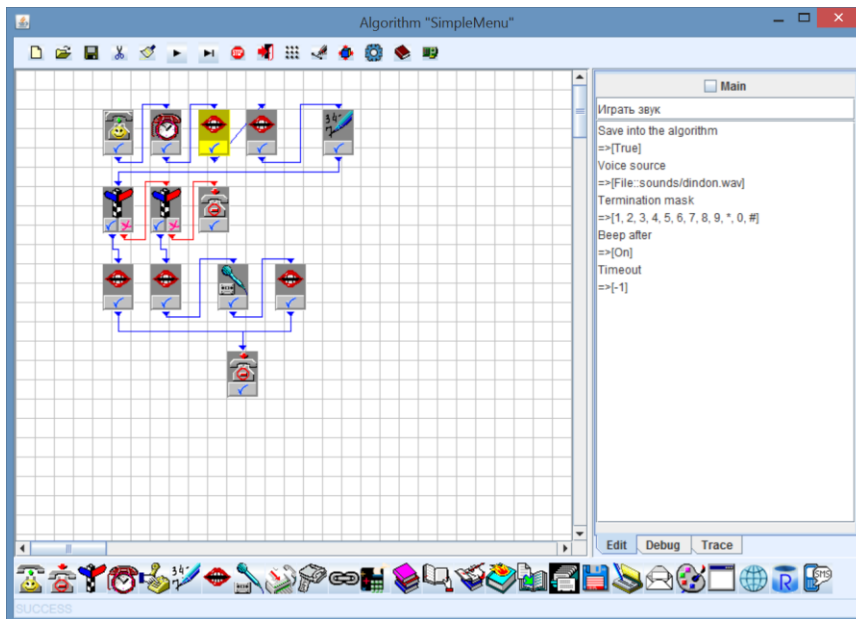 Algorithm "SimpleMenu"
Main
Играть звук
Save into the algorithm
=>[True]
Voice source
=>[File::sounds/dindon.wav]
Termination mask
=>[1, 2, 3, 4, 5, 6, 7, 8, 9, *, 0, #]
Beep after
=>[On]
Timeout
=>[-1]
Edit Debug Trace
SUCCESS